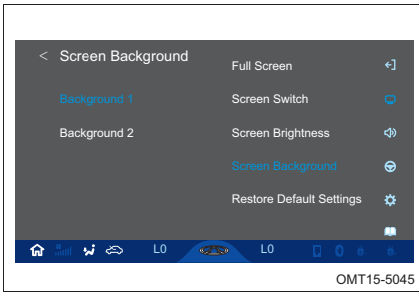 < Screen Background
Full Screen
Background 1
Screen Switch
Background 2
Screen Brightness
Screen Background
Restore Default Settings
L0
L0
OMT15-5045